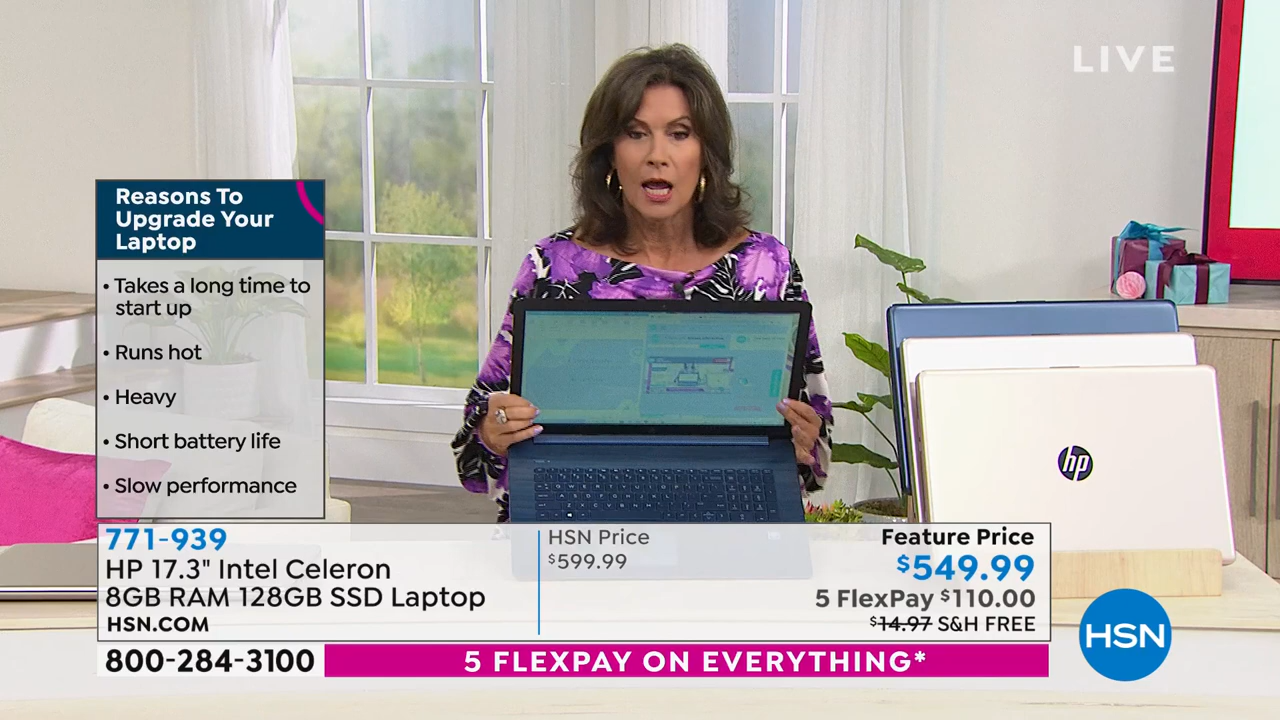 LIVE
Reasons To
Upgrade Your
Laptop
• Takes a long time to
start up
• Runs hot
• Heavy
• Short battery life
• Slow performance
hp
771-939
HP 17.3" Intel Celeron
8GB RAM 128GB SSD Laptop
HSN.COM
HSN Price
$599.99
Feature Price
$549.99
5 FlexPay $110.00
$14.97 S&H FREE
800-284-3100
5 FLEXPAY ON EVERYTHING*
HSN